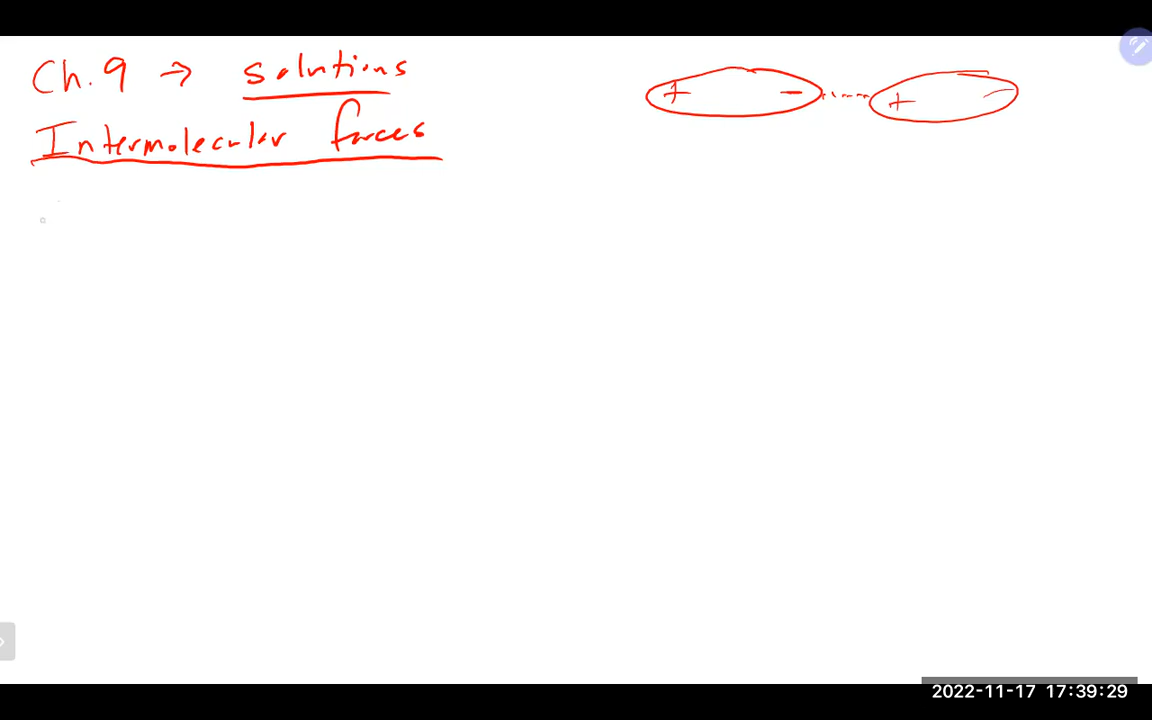 Ch. 9 → solutions
Intermolecular forces
+ - + -
2022-11-17 17:39:29